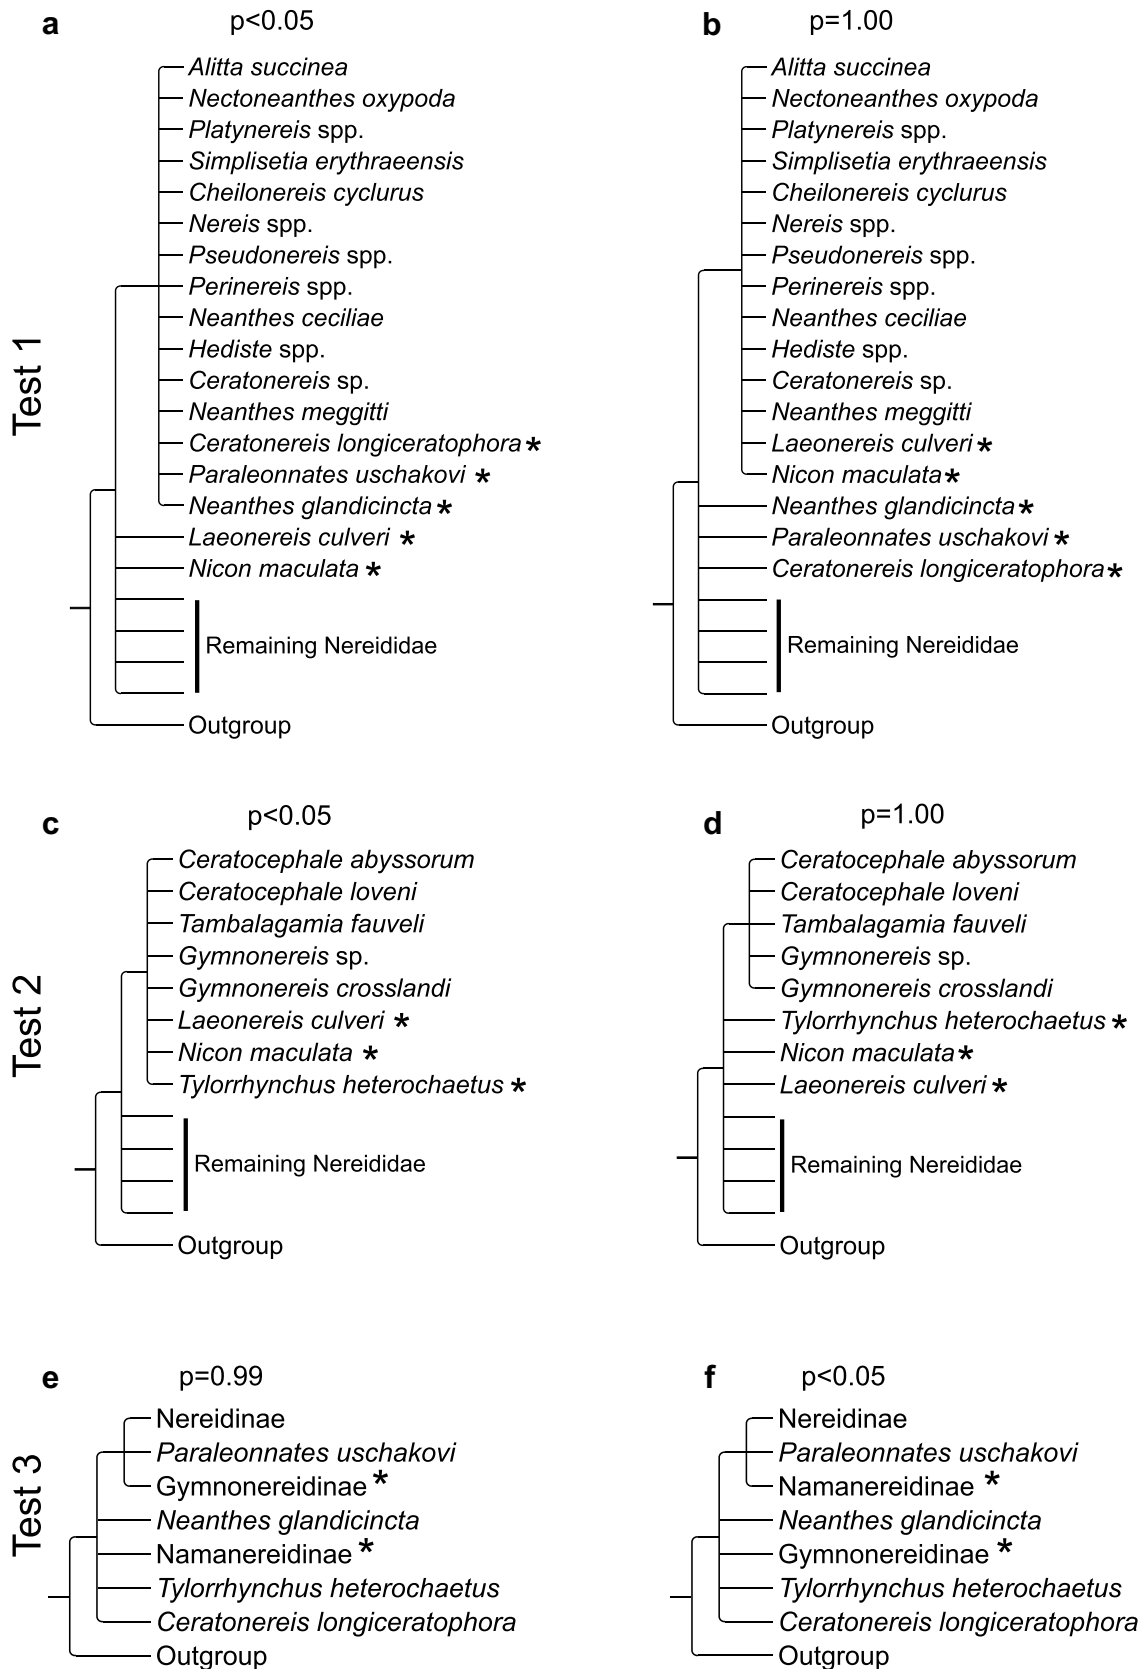 a
p<0.05
Test 1
Alitta succinea
Nectoneanthes oxypoda
Platynereis spp.
Simplisetia erythraeensis
Cheilonereis cyclurus
Nereis spp.
Pseudonereis spp.
Perinereis spp.
Neanthes ceciliae
Hediste spp.
Ceratonereis sp.
Neanthes meggitti
Ceratonereis longiceratophora*
Paraleonnates uschakovi *
Neanthes glandicincta*
Laeonereis culveri *
Nicon maculata *
Remaining Nereididae
Outgroup
b
p=1.00
Alitta succinea
Nectoneanthes oxypoda
Platynereis spp.
Simplisetia erythraeensis
Cheilonereis cyclurus
Nereis spp.
Pseudonereis spp.
Perinereis spp.
Neanthes ceciliae
Hediste spp.
Ceratonereis sp.
Neanthes meggitti
Laeonereis culveri*
Nicon maculata*
Neanthes glandicincta*
Paraleonnates uschakovi *
Ceratonereis longiceratophora*
Remaining Nereididae
Outgroup
c
p<0.05
Test 2
Ceratocephale abyssorum
Ceratocephale loveni
Tambalagamia fauveli
Gymnonereis sp.
Gymnonereis crosslandi
Laeonereis culveri *
Nicon maculata *
Tylorrhynchus heterochaetus *
Remaining Nereididae
Outgroup
d
p=1.00
Ceratocephale abyssorum
Ceratocephale loveni
Tambalagamia fauveli
Gymnonereis sp.
Gymnonereis crosslandi
Tylorrhynchus heterochaetus *
Nicon maculata*
Laeonereis culveri *
Remaining Nereididae
Outgroup
e
p=0.99
Test 3
Nereidinae
Paraleonnates uschakovi
Gymnonereidinae *
Neanthes glandicincta
Namanereidinae *
Tylorrhynchus heterochaetus
Ceratonereis longiceratophora
Outgroup
f
p<0.05
Nereidinae
Paraleonnates uschakovi
Namanereidinae *
Neanthes glandicincta
Gymnonereidinae *
Tylorrhynchus heterochaetus
Ceratonereis longiceratophora
Outgroup